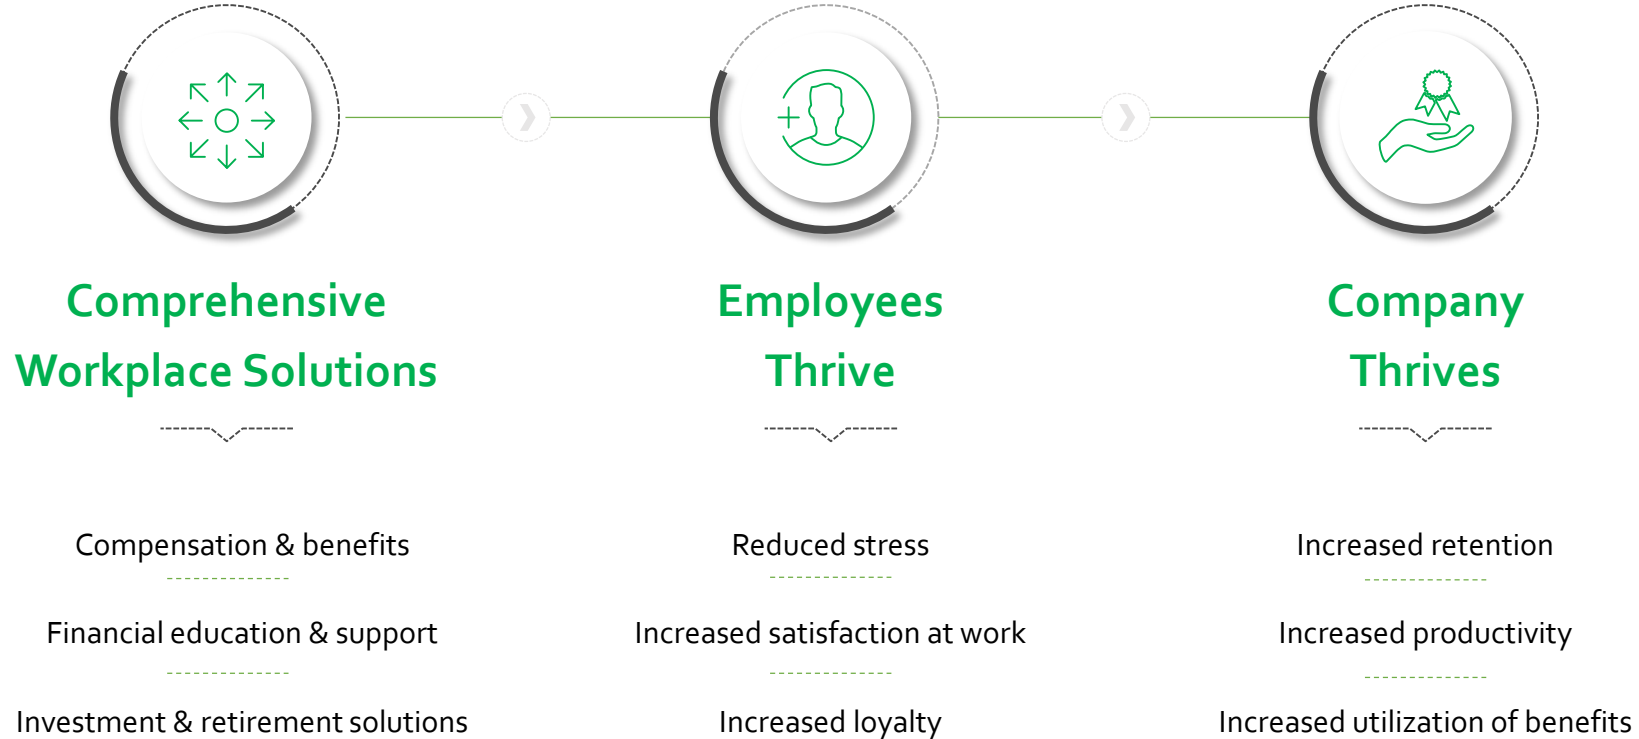 Comprehensive
Workplace Solutions
Compensation & benefits
Financial education & support
Investment & retirement solutions
Employees
Thrive
Reduced stress
Increased satisfaction at work
Increased loyalty
Company
Thrives
Increased retention
Increased productivity
Increased utilization of benefits